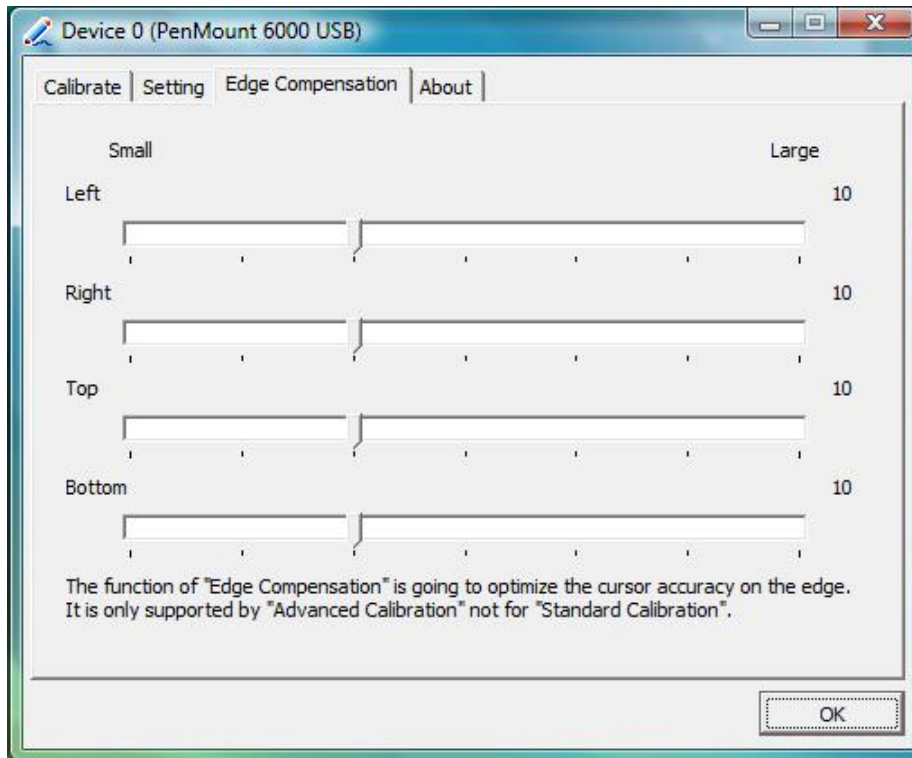 Device 0 (PenMount 6000 USB)
Calibrate Setting Edge Compensation About
Small Large
Left 10
Right 10
Top 10
Bottom 10
The function of "Edge Compensation" is going to optimize the cursor accuracy on the edge.
It is only supported by "Advanced Calibration" not for "Standard Calibration".
OK